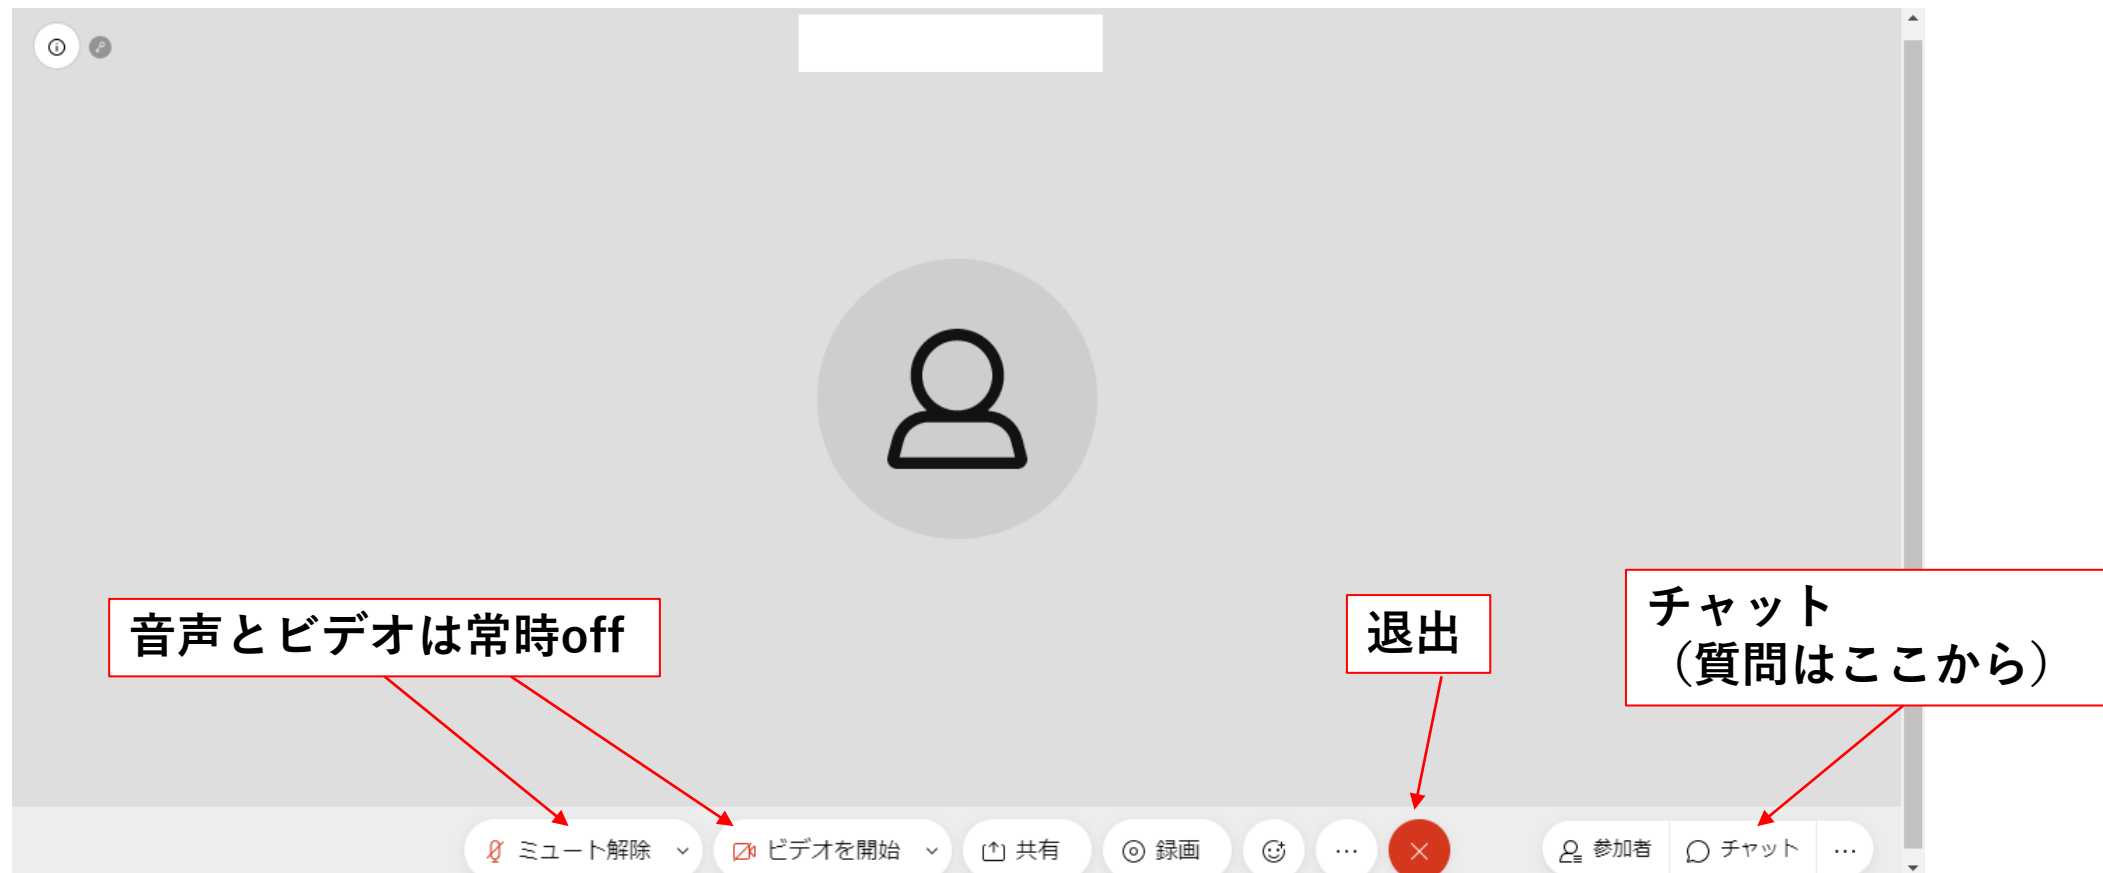 音声とビデオは常時off
退出
チャット
（質問はここから）
ミュート解除
ビデオを開始
共有
録画
参加者
チャット